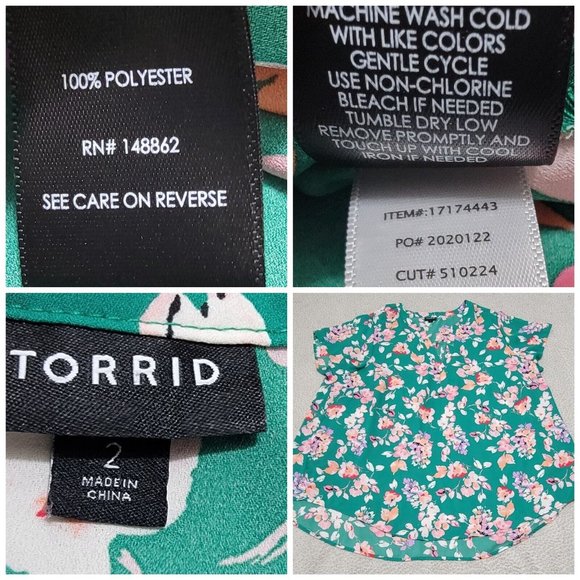 100% POLYESTER
RN# 148862
SEE CARE ON REVERSE
MACHINE WASH COLD
WITH LIKE COLORS
GENTLE CYCLE
USE NON-CHLORINE
BLEACH IF NEEDED
TUMBLE DRY LOW
REMOVE PROMPTLY AND
TOUCH UP WITH COOL
IRON IF NEEDED
ITEM#:17174443
PO# 2020122
CUT# 510224
TORRID
2
MADE IN
CHINA